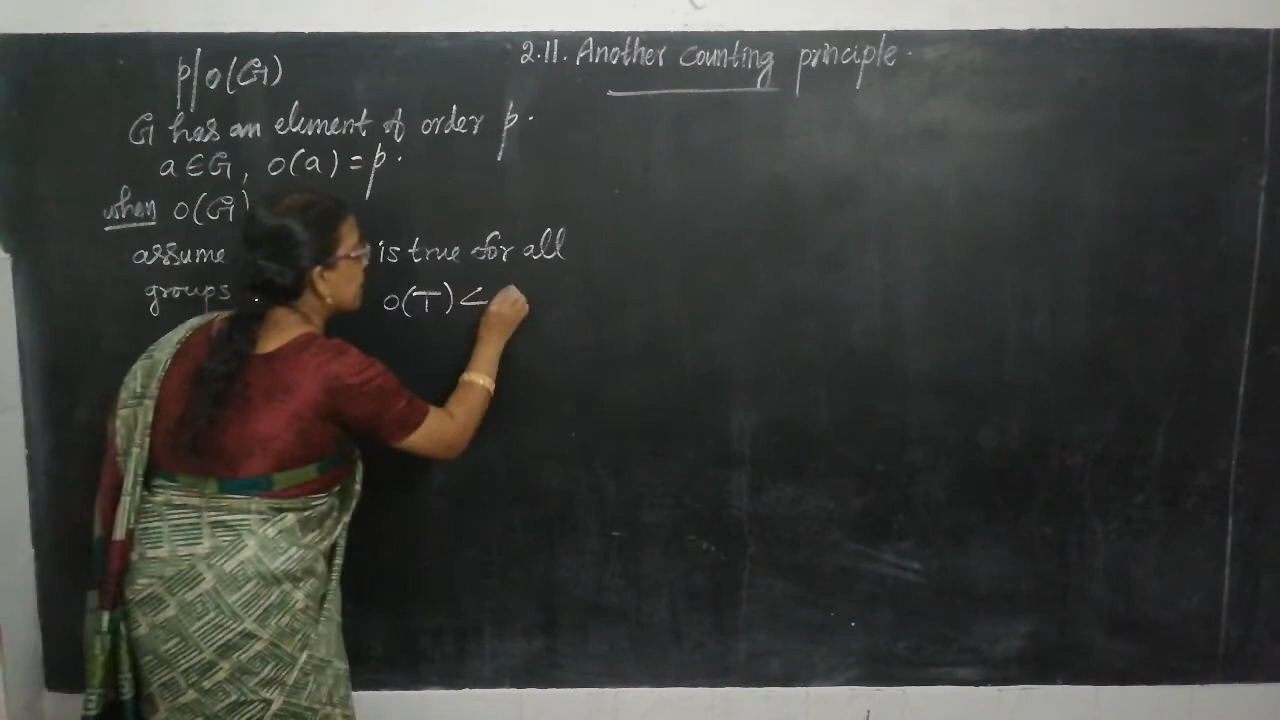 2.11. Another counting principle.
p/o(G)
G has an element of order p.
a∈G, o(a)=p.
when o(G)
assume is true for all
groups o(T)<